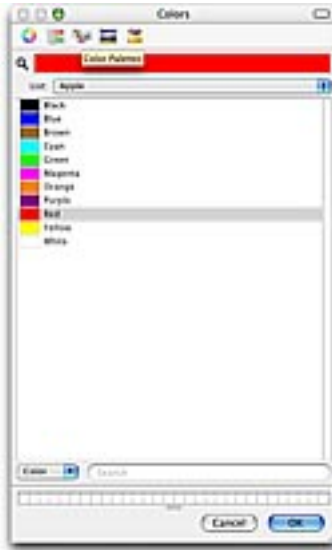 Colors
Color Palettes
List: Apple
Black
Blue
Brown
Cyan
Green
Magenta
Orange
Purple
Red
Yellow
White
Color
Search
Cancel
OK